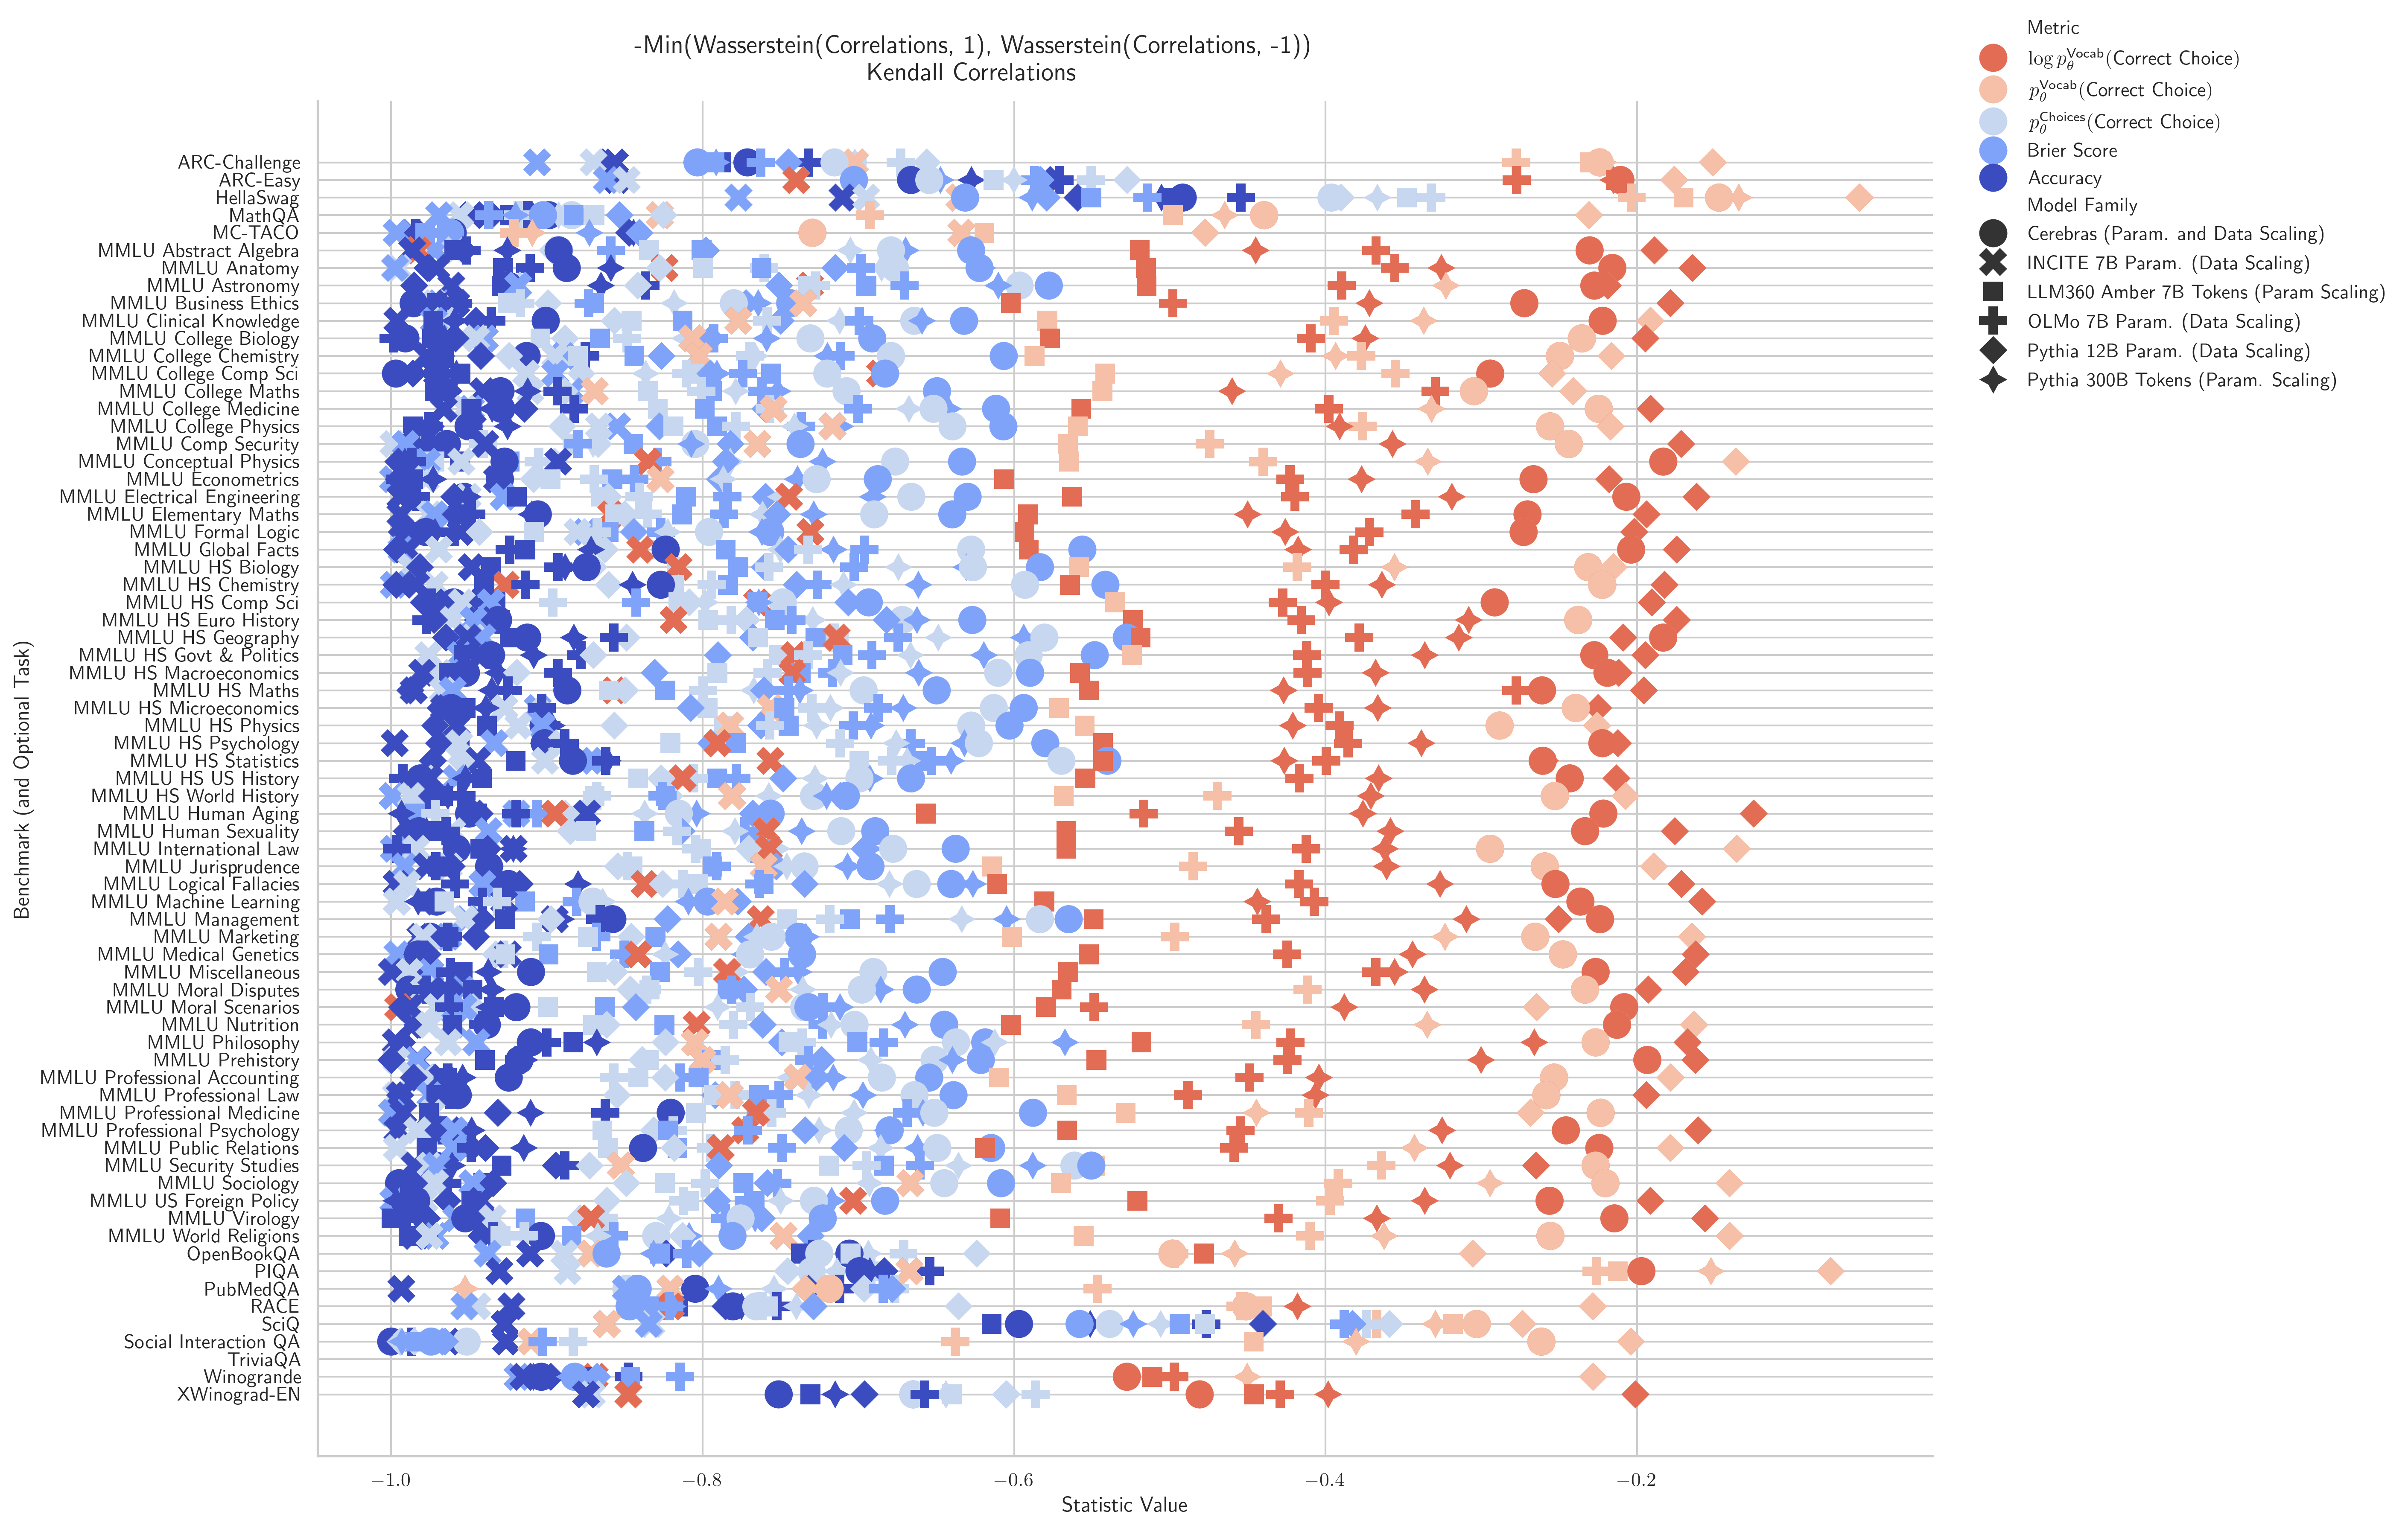 -Min(Wasserstein(Correlations, 1), Wasserstein(Correlations, -1))
Kendall Correlations
Metric
log p_θ^Vocab(Correct Choice)
p_θ^Vocab(Correct Choice)
p_θ^Choices(Correct Choice)
Brier Score
Accuracy
Model Family
Cerebras (Param. and Data Scaling)
INCITE 7B Param. (Data Scaling)
LLM360 Amber 7B Tokens (Param Scaling)
OLMo 7B Param. (Data Scaling)
Pythia 12B Param. (Data Scaling)
Pythia 300B Tokens (Param. Scaling)
Benchmark (and Optional Task)
ARC-Challenge
ARC-Easy
HellaSwag
MathQA
MC-TACO
MMLU Abstract Algebra
MMLU Anatomy
MMLU Astronomy
MMLU Business Ethics
MMLU Clinical Knowledge
MMLU College Biology
MMLU College Chemistry
MMLU College Comp Sci
MMLU College Maths
MMLU College Medicine
MMLU College Physics
MMLU Comp Security
MMLU Conceptual Physics
MMLU Econometrics
MMLU Electrical Engineering
MMLU Elementary Maths
MMLU Formal Logic
MMLU Global Facts
MMLU HS Biology
MMLU HS Chemistry
MMLU HS Comp Sci
MMLU HS Euro History
MMLU HS Geography
MMLU HS Govt & Politics
MMLU HS Macroeconomics
MMLU HS Maths
MMLU HS Microeconomics
MMLU HS Physics
MMLU HS Psychology
MMLU HS Statistics
MMLU HS US History
MMLU HS World History
MMLU Human Aging
MMLU Human Sexuality
MMLU International Law
MMLU Jurisprudence
MMLU Logical Fallacies
MMLU Machine Learning
MMLU Management
MMLU Marketing
MMLU Medical Genetics
MMLU Miscellaneous
MMLU Moral Disputes
MMLU Moral Scenarios
MMLU Nutrition
MMLU Philosophy
MMLU Prehistory
MMLU Professional Accounting
MMLU Professional Law
MMLU Professional Medicine
MMLU Professional Psychology
MMLU Public Relations
MMLU Security Studies
MMLU Sociology
MMLU US Foreign Policy
MMLU Virology
MMLU World Religions
OpenBookQA
PIQA
PubMedQA
RACE
SciQ
Social Interaction QA
TriviaQA
Winogrande
XWinograd-EN
−1.0
−0.8
−0.6
−0.4
−0.2
Statistic Value